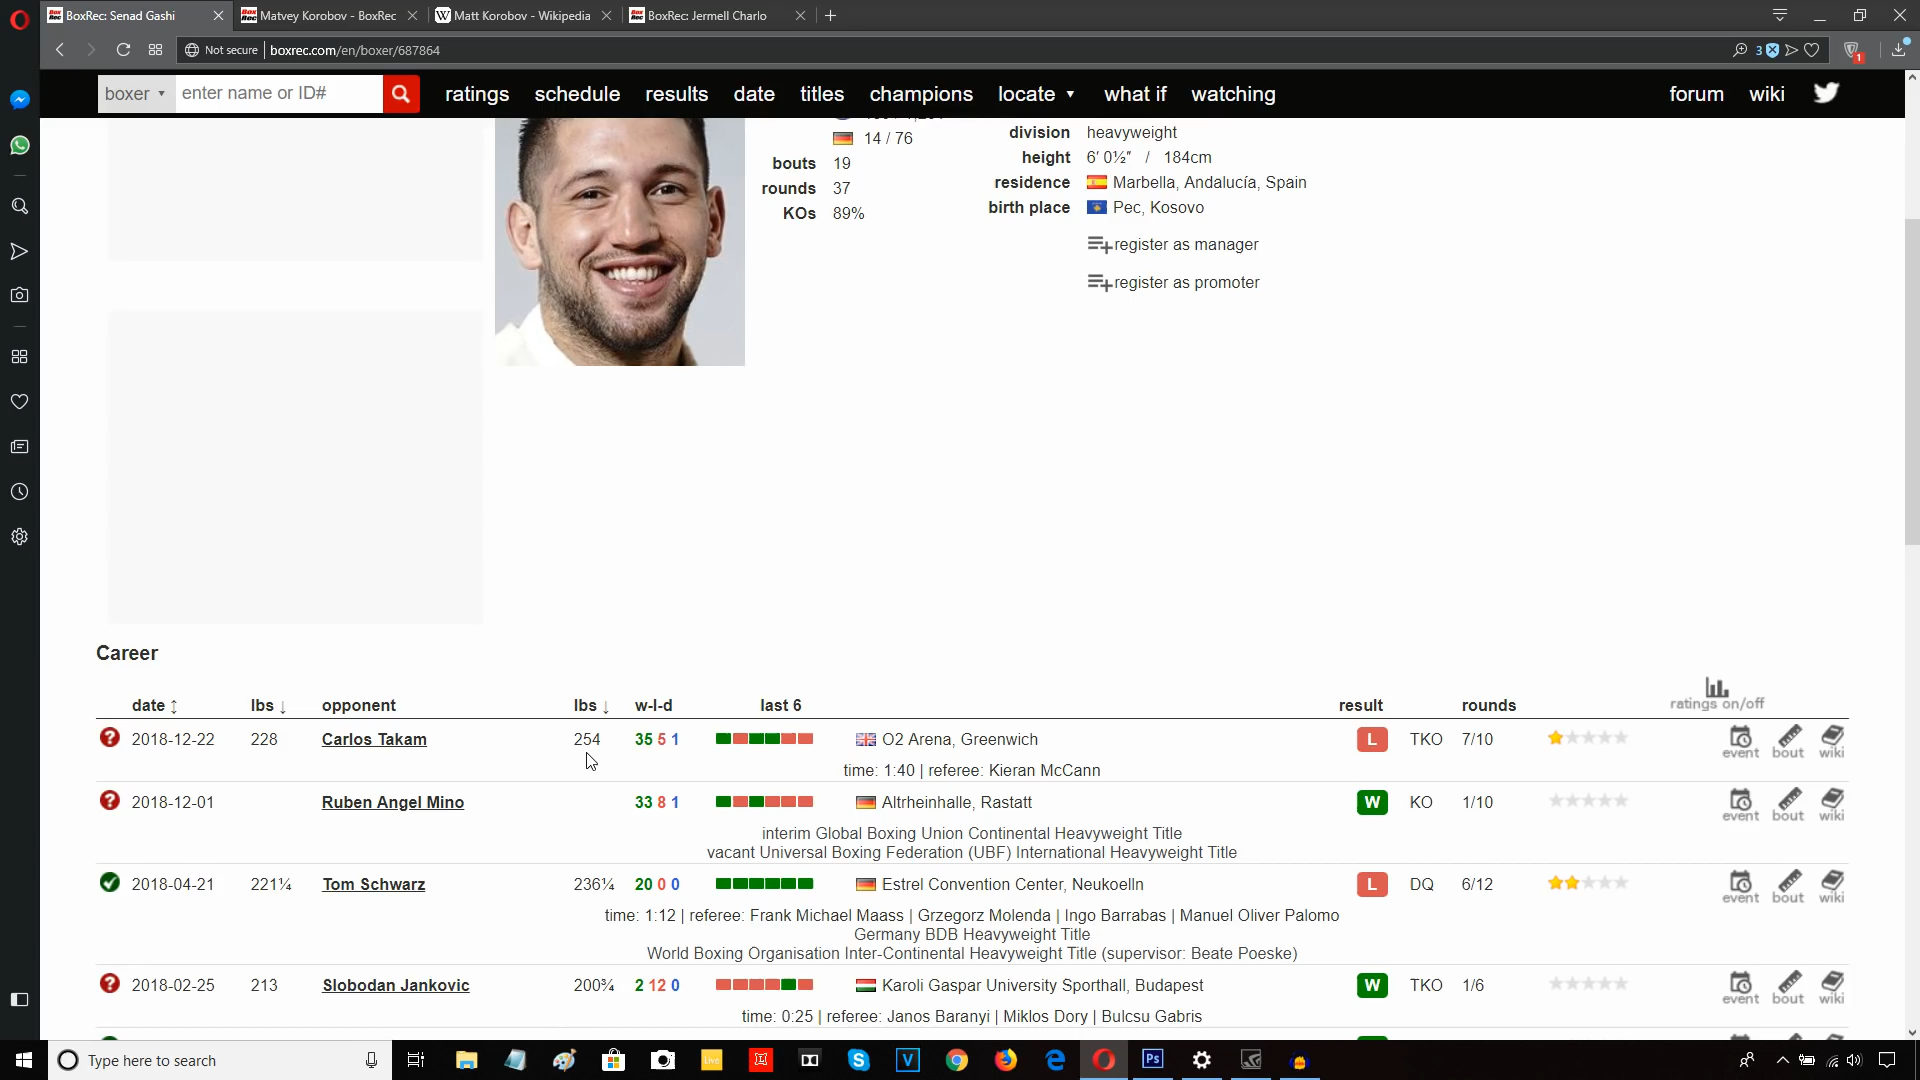 BoxRec: Senad Gashi
Matvey Korobov - BoxRec
Matt Korobov - Wikipedia
BoxRec: Jermell Charlo
Not secure boxrec.com/en/boxer/687864 3
boxer enter name or ID# ratings schedule results date titles champions locate what if watching forum wiki
14 / 76
bouts 19
rounds 37
KOs 89%
division heavyweight
height 6′ 0½″ / 184cm
residence Marbella, Andalucía, Spain
birth place Pec, Kosovo
register as manager
register as promoter
Career
ratings on/off
date lbs opponent lbs w-l-d last 6 result rounds
2018-12-22 228 Carlos Takam 254 35 5 1 O2 Arena, Greenwich L TKO 7/10 event bout wiki
time: 1:40 | referee: Kieran McCann
2018-12-01 Ruben Angel Mino 33 8 1 Altrheinhalle, Rastatt W KO 1/10 event bout wiki
interim Global Boxing Union Continental Heavyweight Title
vacant Universal Boxing Federation (UBF) International Heavyweight Title
2018-04-21 221¼ Tom Schwarz 236¼ 20 0 0 Estrel Convention Center, Neukoelln L DQ 6/12 event bout wiki
time: 1:12 | referee: Frank Michael Maass | Grzegorz Molenda | Ingo Barrabas | Manuel Oliver Palomo
Germany BDB Heavyweight Title
World Boxing Organisation Inter-Continental Heavyweight Title (supervisor: Beate Poeske)
2018-02-25 213 Slobodan Jankovic 200¾ 2 12 0 Karoli Gaspar University Sporthall, Budapest W TKO 1/6 event bout wiki
time: 0:25 | referee: Janos Baranyi | Miklos Dory | Bulcsu Gabris
Type here to search